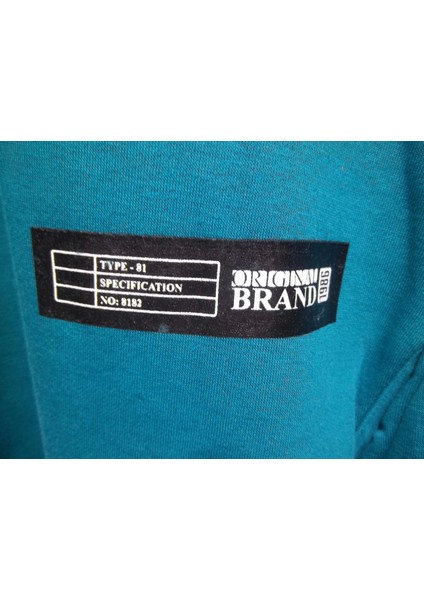 TYPE - 81
SPECIFICATION
NO: 8182
ORIGINAL
BRAND
1986